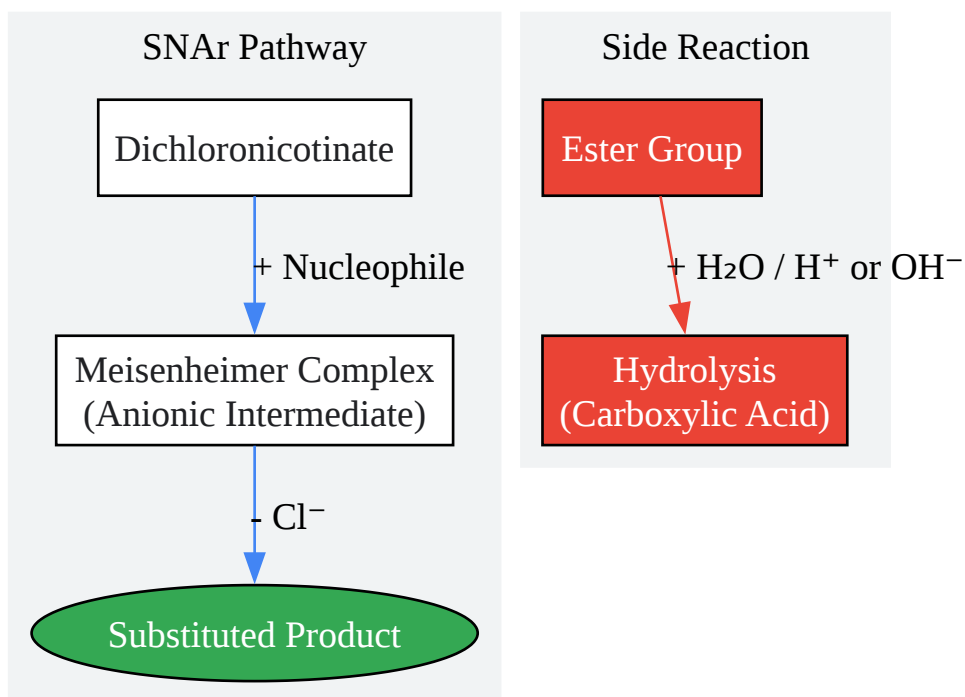 SNAr Pathway
Dichloronicotinate
+ Nucleophile
Meisenheimer Complex
(Anionic Intermediate)
- Cl⁻
Substituted Product
Side Reaction
Ester Group
+ H₂O / H⁺ or OH⁻
Hydrolysis
(Carboxylic Acid)